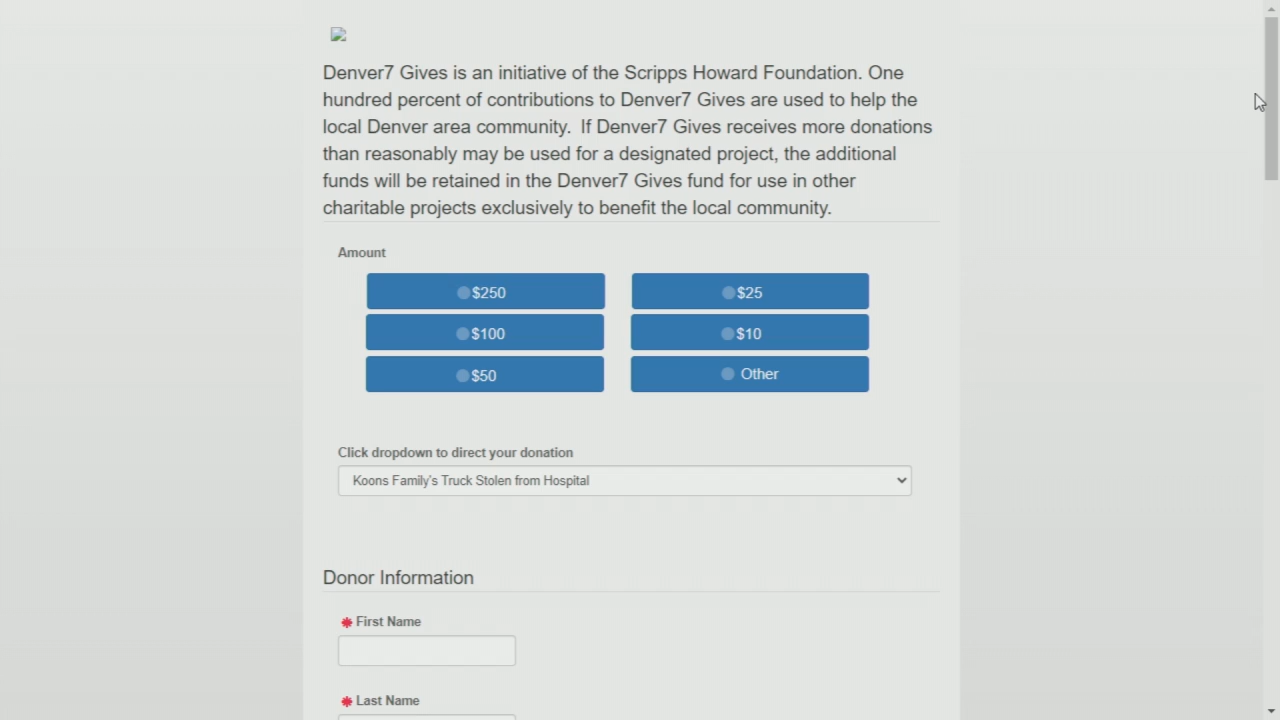 Denver7 Gives is an initiative of the Scripps Howard Foundation. One
hundred percent of contributions to Denver7 Gives are used to help the
local Denver area community.  If Denver7 Gives receives more donations
than reasonably may be used for a designated project, the additional
funds will be retained in the Denver7 Gives fund for use in other
charitable projects exclusively to benefit the local community.
Amount
$250 $25
$100 $10
$50 Other
Click dropdown to direct your donation
Koons Family's Truck Stolen from Hospital
Donor Information
First Name
Last Name